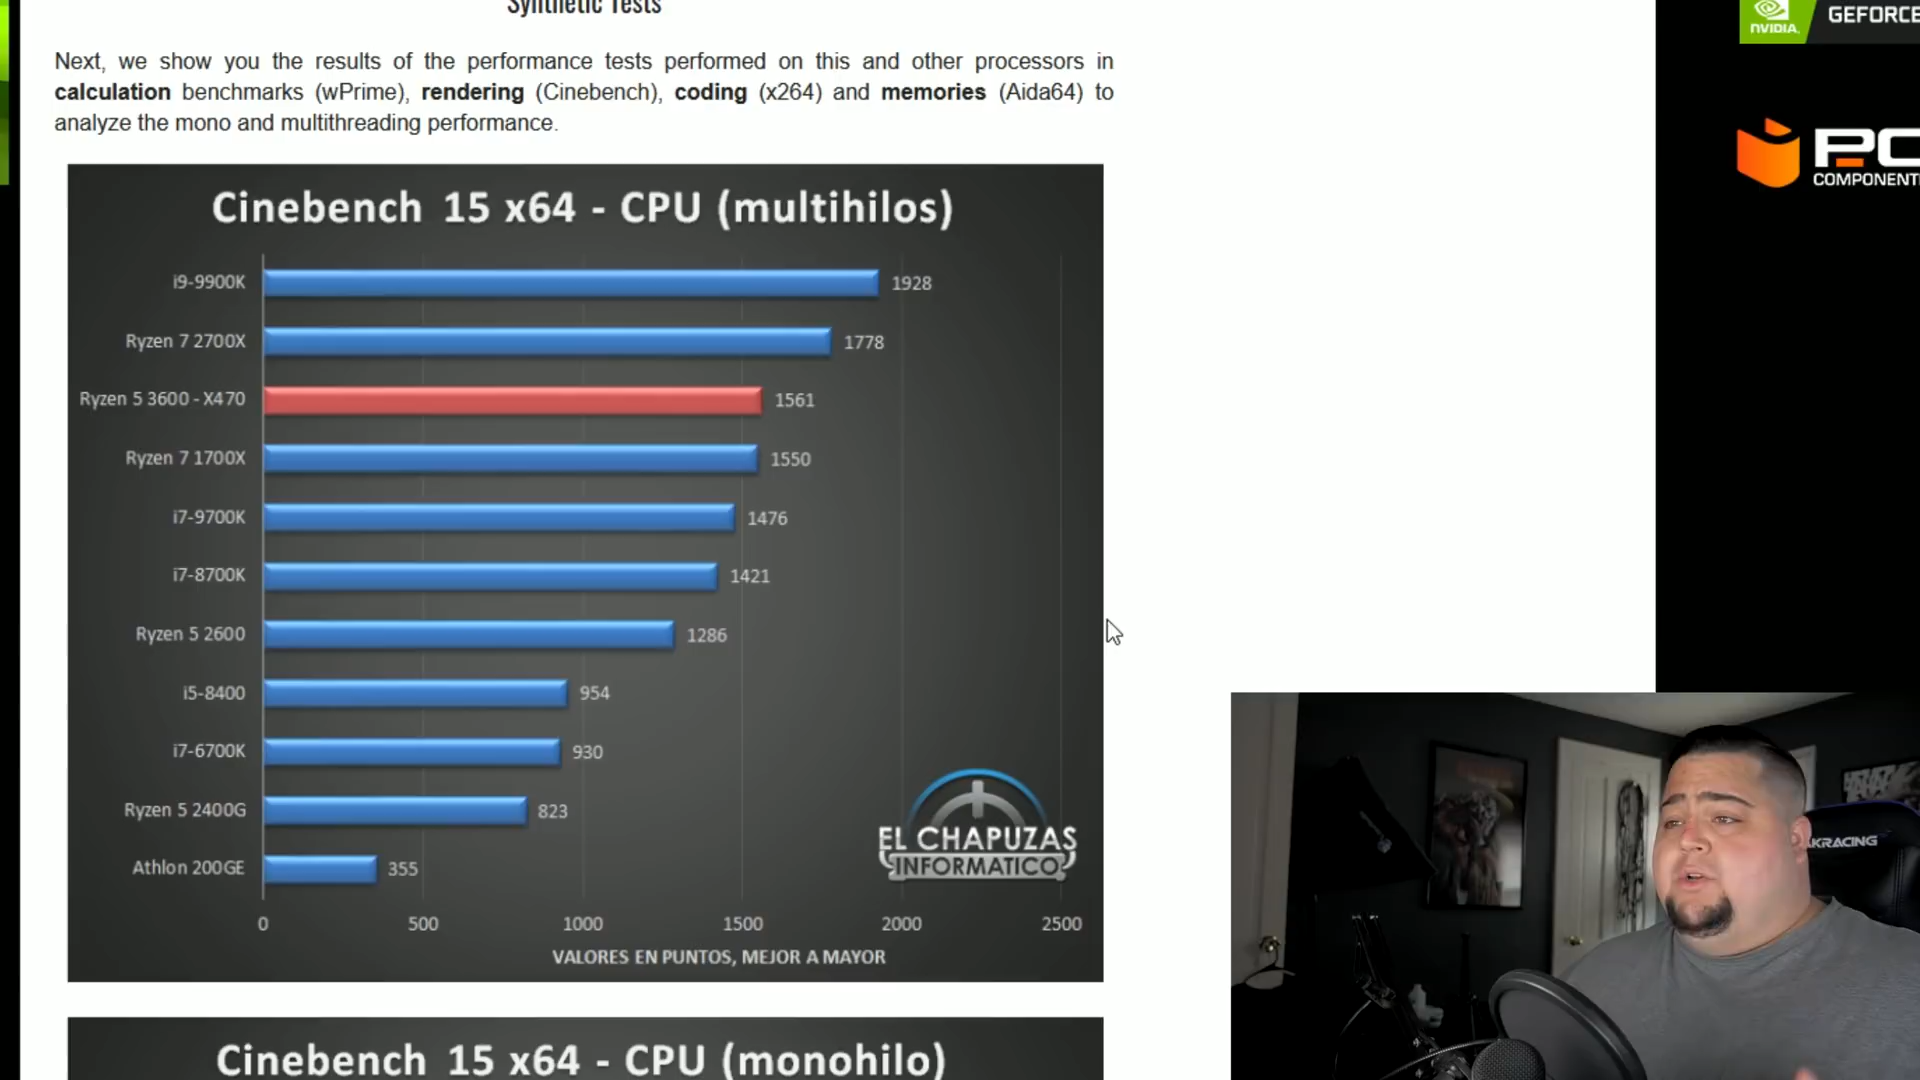 Synthetic Tests
Next, we show you the results of the performance tests performed on this and other processors in
calculation benchmarks (wPrime), rendering (Cinebench), coding (x264) and memories (Aida64) to
analyze the mono and multithreading performance.
Cinebench 15 x64 - CPU (multihilos)
i9-9900K 1928
Ryzen 7 2700X 1778
Ryzen 5 3600 - X470 1561
Ryzen 7 1700X 1550
i7-9700K 1476
i7-8700K 1421
Ryzen 5 2600 1286
i5-8400 954
i7-6700K 930
Ryzen 5 2400G 823
Athlon 200GE 355
0 500 1000 1500 2000 2500
VALORES EN PUNTOS, MEJOR A MAYOR
EL CHAPUZAS
INFORMATICO
Cinebench 15 x64 - CPU (monohilo)
NVIDIA.
GEFORCE
PC
COMPONENT
AKRACING